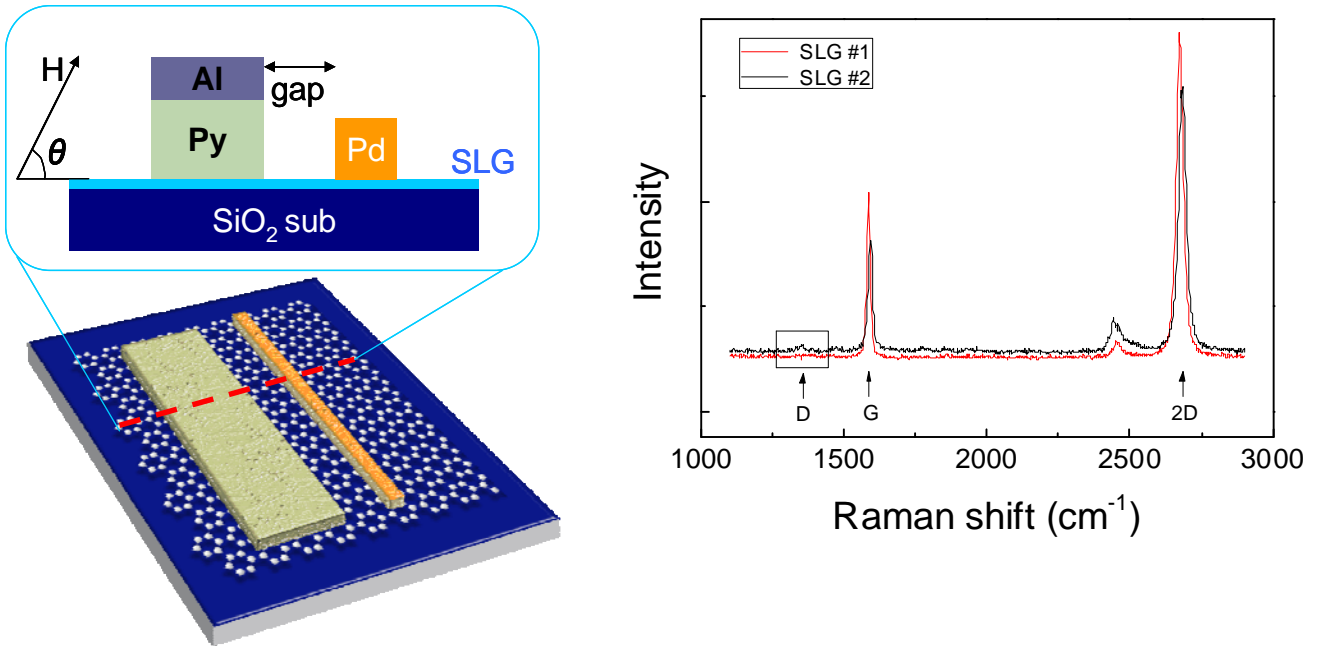 H
θ
Al
gap
Py
Pd
SLG
SiO2 sub
SLG #1
SLG #2
Intensity
D
G
2D
1000
1500
2000
2500
3000
Raman shift (cm-1)